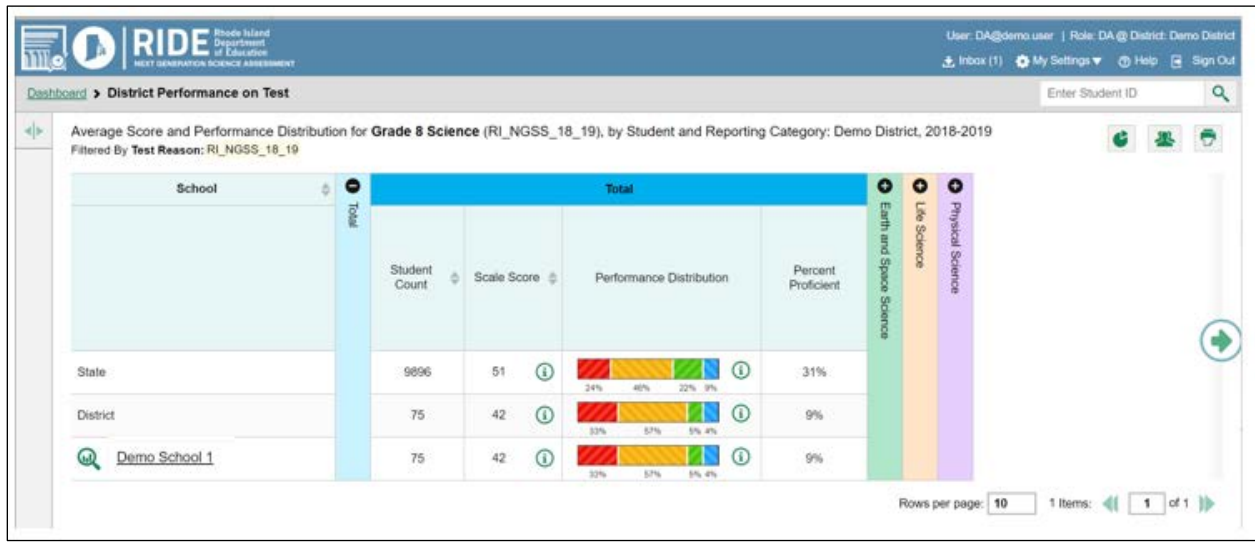 RIDE Rhode Island Department of Education
NEXT GENERATION SCIENCE ASSESSMENT
User: DA@demo.user | Role: DA @ District: Demo District
Inbox (1) My Settings Help Sign Out
Dashboard > District Performance on Test
Enter Student ID
Average Score and Performance Distribution for Grade 8 Science (RI_NGSS_18_19), by Student and Reporting Category: Demo District, 2018-2019
Filtered By Test Reason: RI_NGSS_18_19
School
Total
Total
Earth and Space Science
Life Science
Physical Science
Student Count
Scale Score
Performance Distribution
Percent Proficient
State 9896 51 31%
24% 46% 22% 9%
District 75 42 9%
33% 57% 5% 4%
Demo School 1 75 42 9%
33% 57% 5% 4%
Rows per page: 10 1 Items: 1 of 1